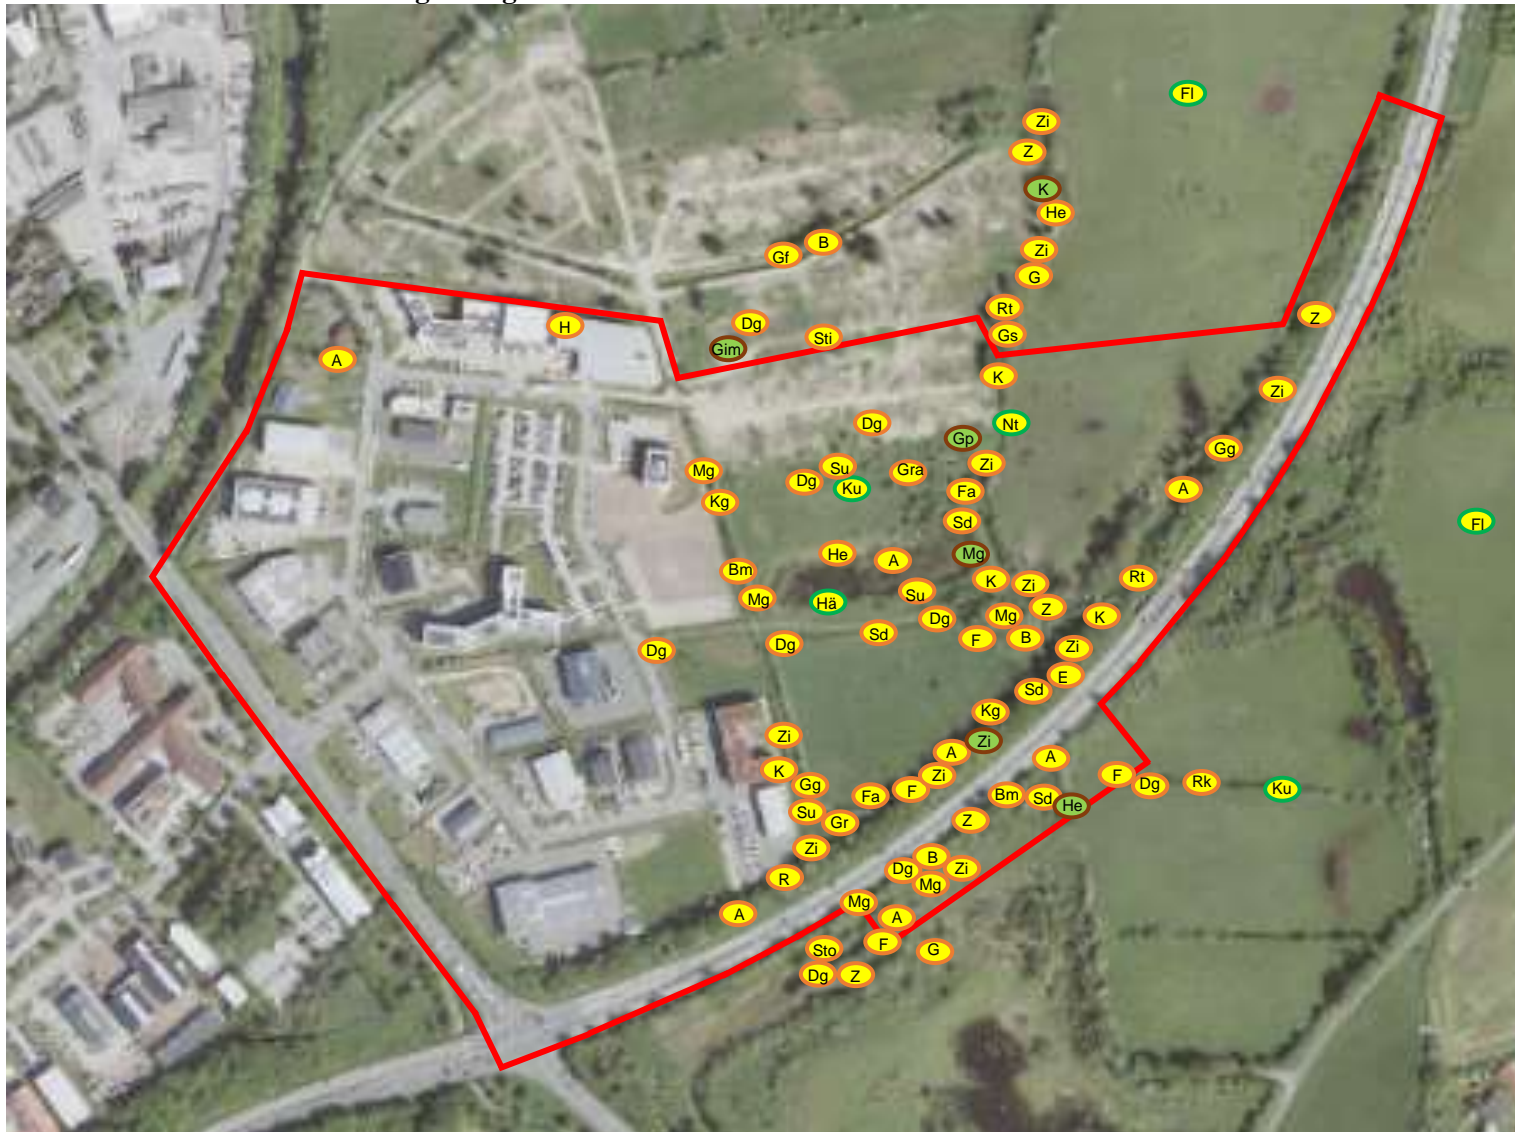 Fl
Zi
Z
K
He
B
Zi
Gf
G
Rt
Z
Dg
H
Sti
Gs
Gim
A
K
Zi
Dg
Nt
Gp
Gg
Zi
Su
Mg
Gra
Dg
Ku
Fa
A
Kg
Sd
Fl
He
Mg
A
Bm
K
Zi
Rt
Su
Mg
Hä
Z
Mg
K
Dg
Sd
F
B
Dg
Zi
Dg
E
Sd
Kg
Zi
Zi
A
A
K
Zi
F
Gg
Dg
Rk
F
Ku
Fa
Bm
Sd
He
Su
Gr
Z
Zi
B
Dg
Zi
R
Mg
Mg
A
A
F
Sto
G
Dg
Z